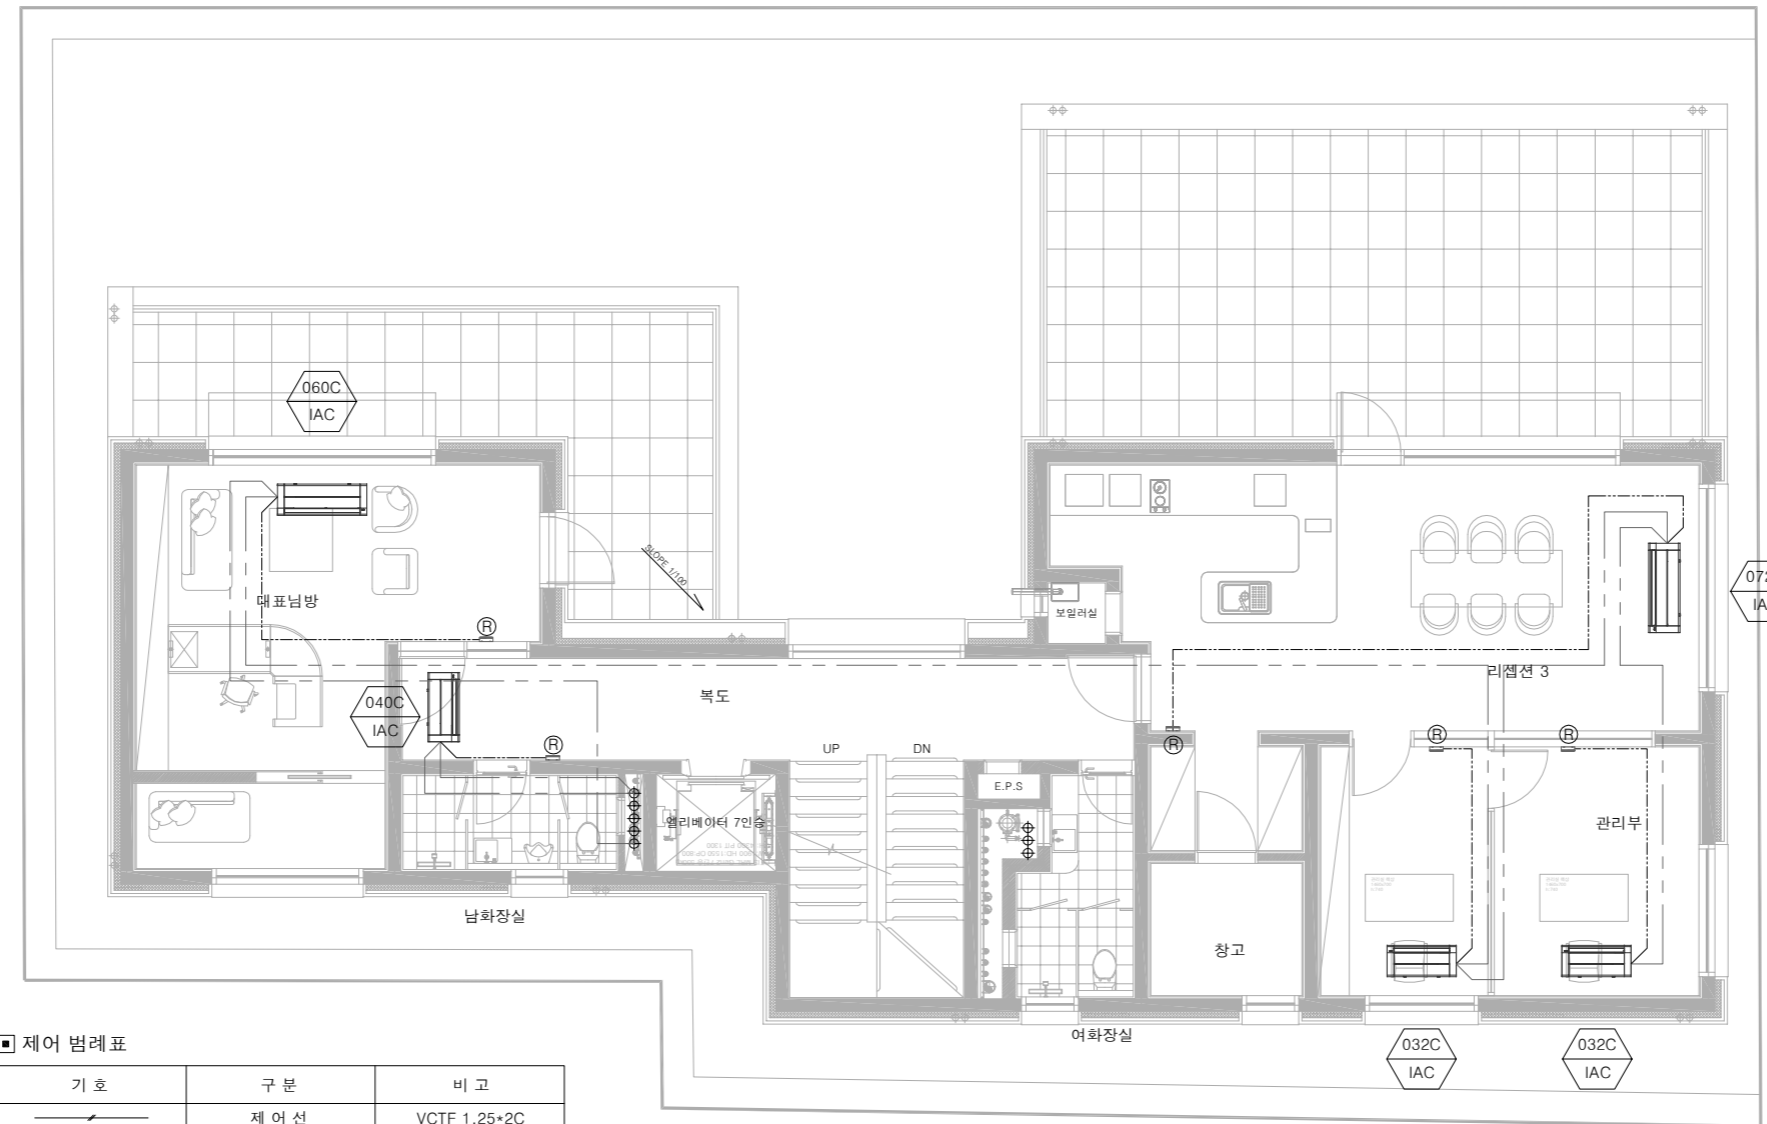 060C
IAC
SLOPE 1/100
대표님방
Ⓡ
보일러실
072
IA
리셉션 3
040C
IAC
복도
Ⓡ
Ⓡ
Ⓡ
Ⓡ
UP
DN
E.P.S
엘리베이터 7인승
관리부
남화장실
창고
여화장실
032C
IAC
032C
IAC
제어 범례표
기 호 구 분 비 고
제 어 선 VCTF 1.25*2C